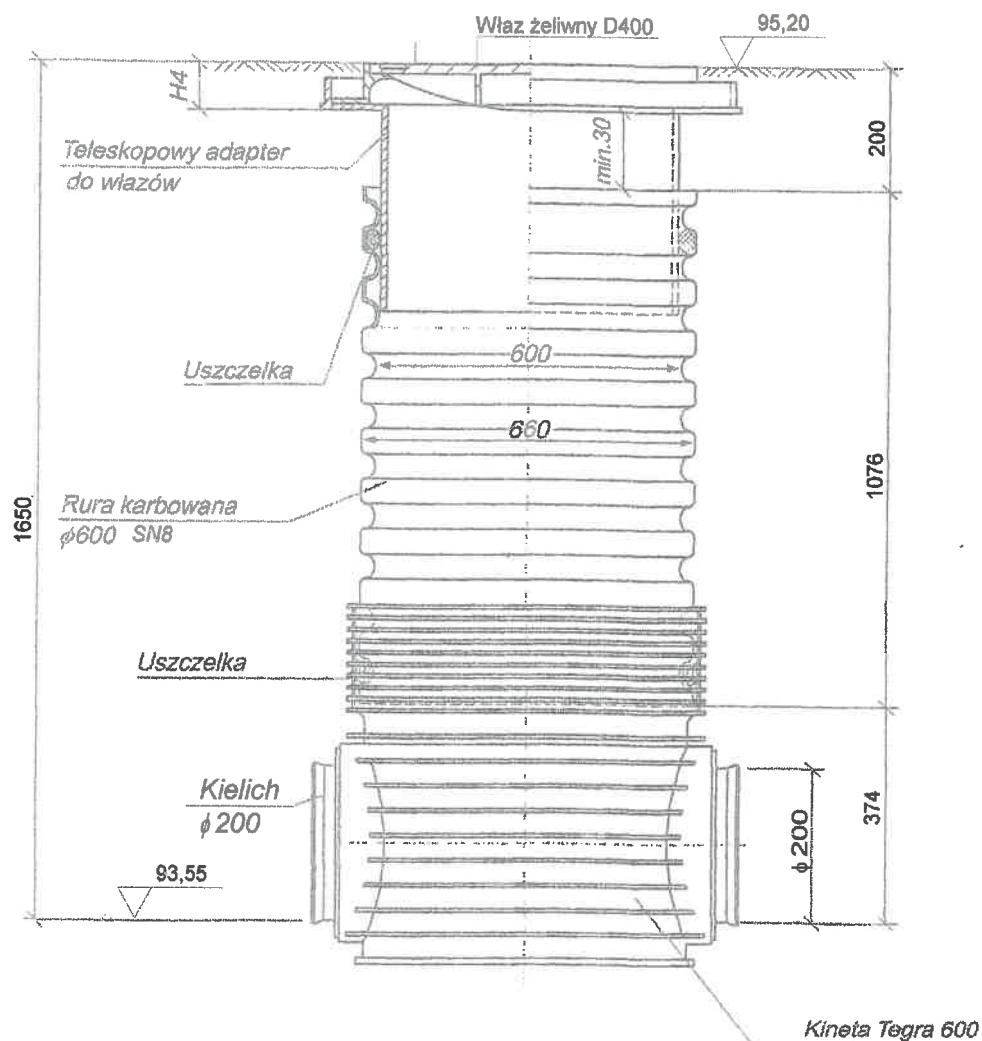 Właz żeliwny D400
95,20
H4
Teleskopowy adapter
do włazów
min.30
200
Uszczelka
600
660
1650
1076
Rura karbowana
ϕ600 SN8
Uszczelka
Kielich
ϕ200
ϕ200
374
93,55
Kineta Tegra 600